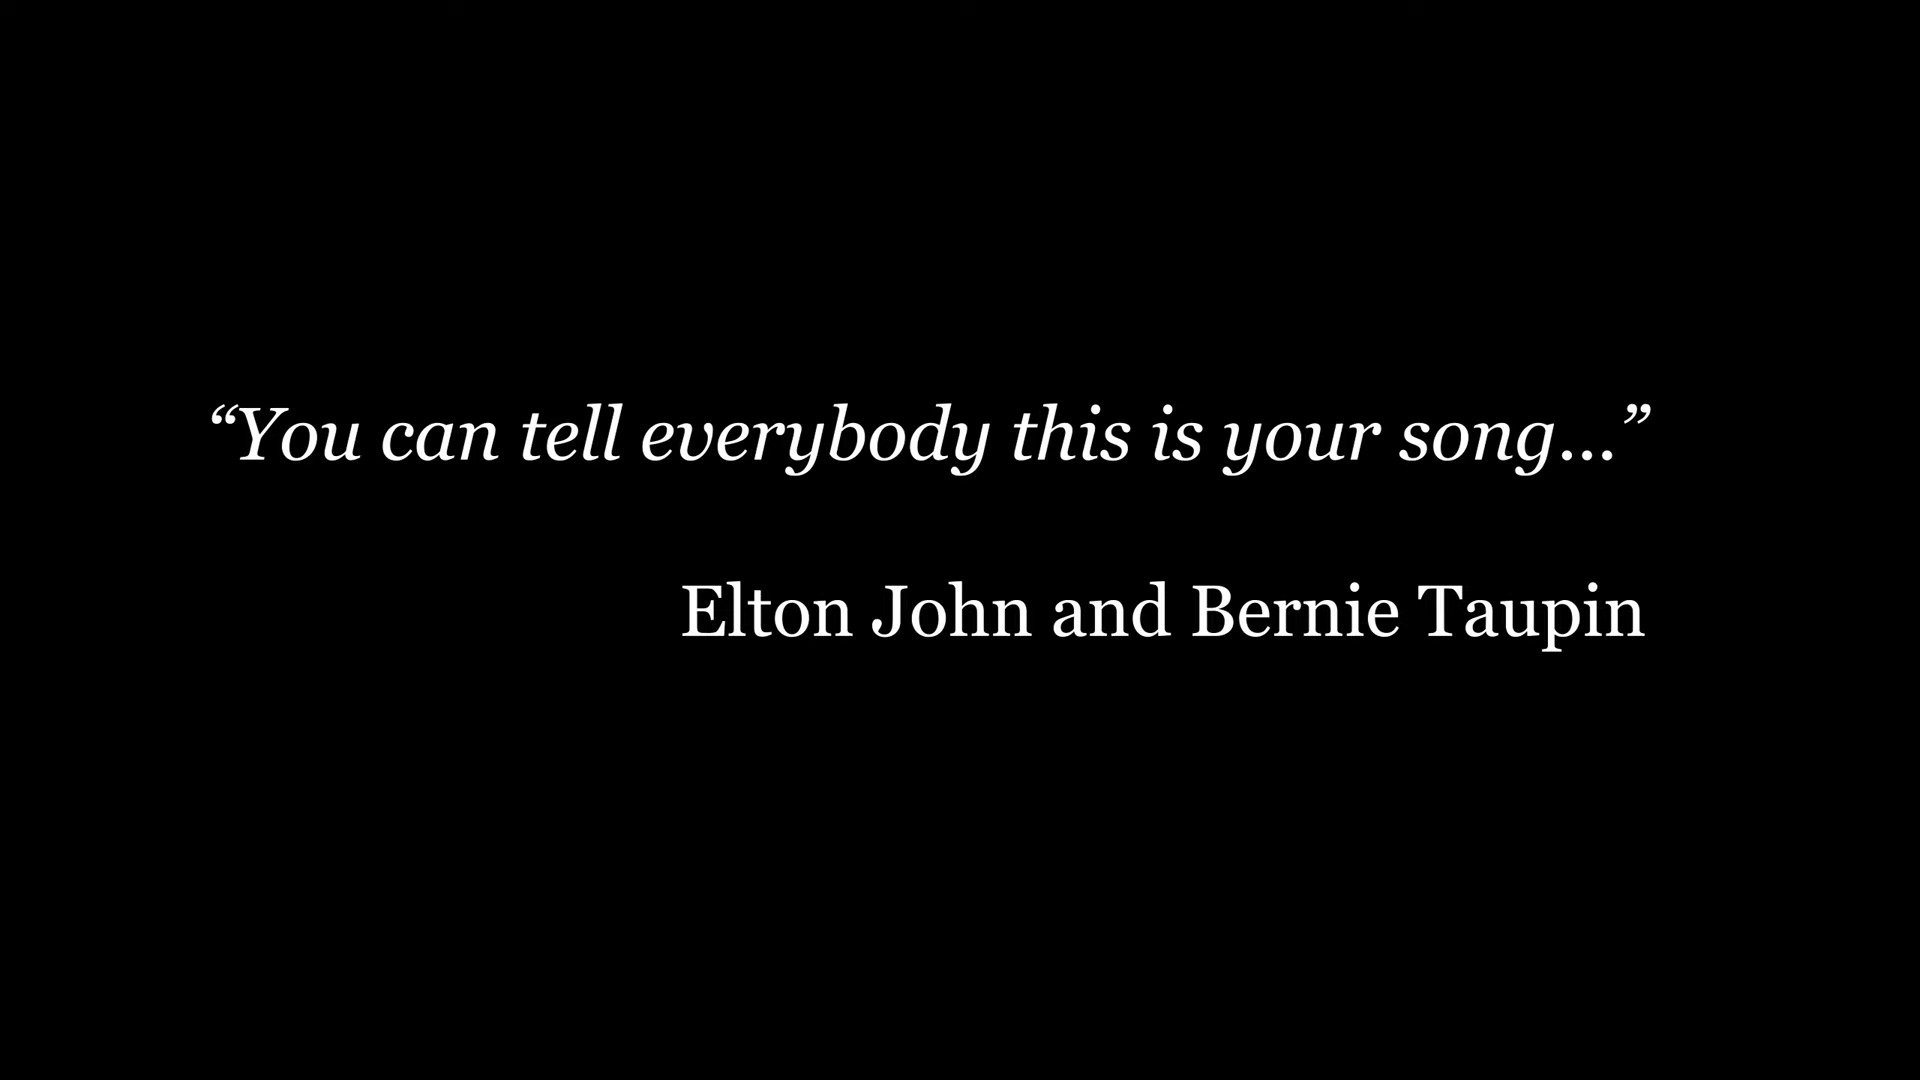 “You can tell everybody this is your song...”
Elton John and Bernie Taupin